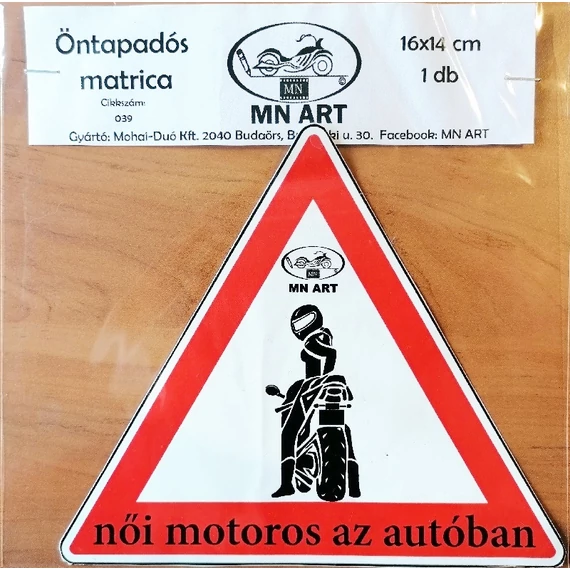 Öntapadós
matrica
Cikkszám:
039
MN
©
MN ART
16x14 cm
1 db
Gyártó: Mohai-Duó Kft. 2040 Budaörs, u. 30. Facebook: MN ART
MN
MN ART
női motoros az autóban